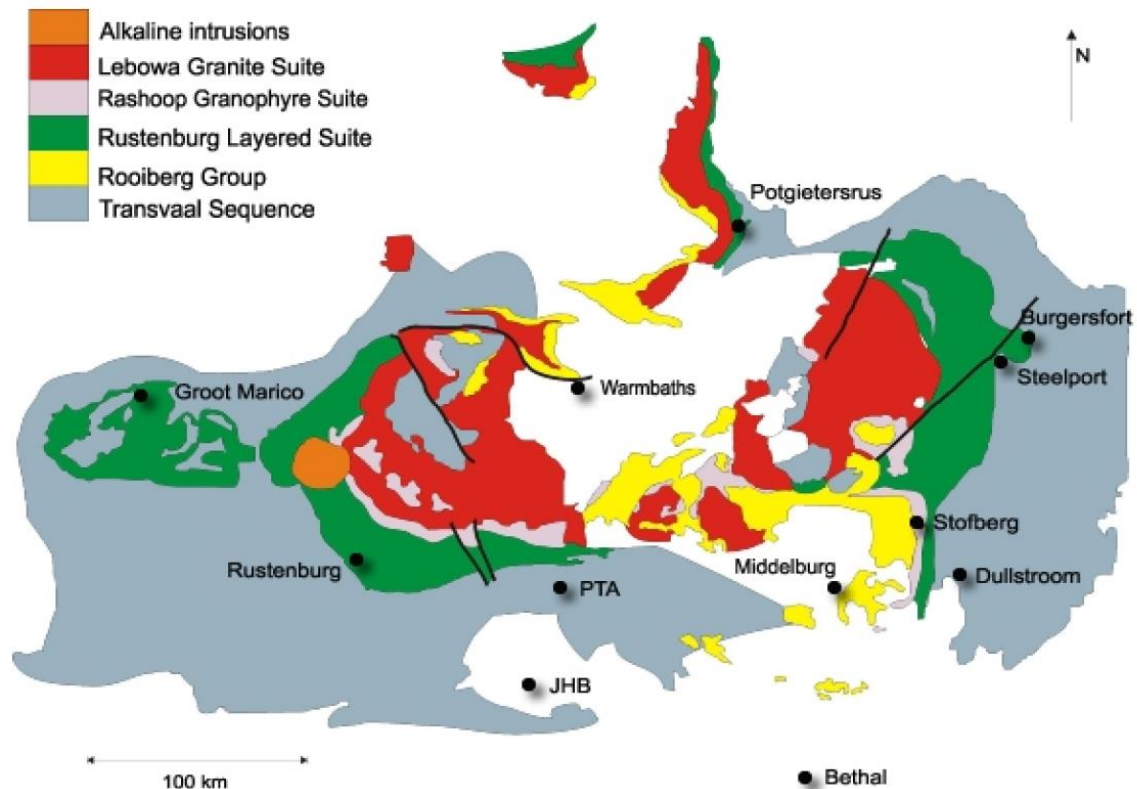 Alkaline intrusions
Lebowa Granite Suite
Rashoop Granophyre Suite
Rustenburg Layered Suite
Rooiberg Group
Transvaal Sequence
N
Potgietersrus
Burgersfort
Steelport
Groot Marico
Warmbaths
Stofberg
Rustenburg
PTA
Middelburg
Dullstroom
JHB
100 km
Bethal